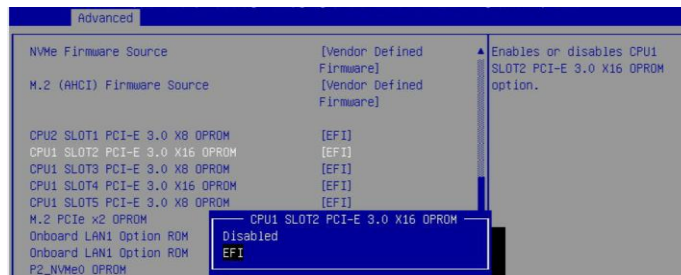 Advanced
NVMe Firmware Source [Vendor Defined Firmware]
M.2 (AHCI) Firmware Source [Vendor Defined Firmware]
CPU2 SLOT1 PCI-E 3.0 X8 OPROM [EFI]
CPU1 SLOT2 PCI-E 3.0 X16 OPROM [EFI]
CPU1 SLOT3 PCI-E 3.0 X8 OPROM [EFI]
CPU1 SLOT4 PCI-E 3.0 X16 OPROM [EFI]
CPU1 SLOT5 PCI-E 3.0 X8 OPROM [EFI]
M.2 PCIe x2 OPROM
Onboard LAN1 Option ROM
Onboard LAN1 Option ROM
P2_NVMe0 OPROM
CPU1 SLOT2 PCI-E 3.0 X16 OPROM
Disabled
EFI
Enables or disables CPU1
SLOT2 PCI-E 3.0 X16 OPROM
option.